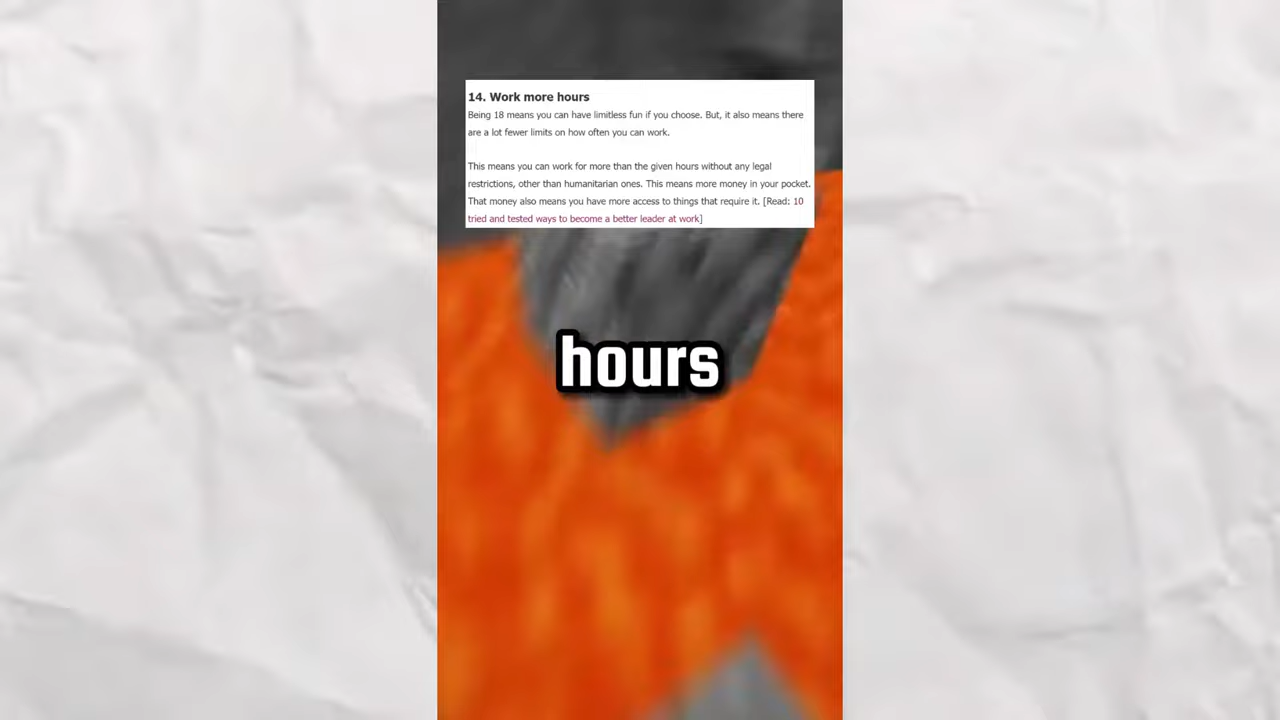 14. Work more hours
Being 18 means you can have limitless fun if you choose. But, it also means there
are a lot fewer limits on how often you can work.
This means you can work for more than the given hours without any legal
restrictions, other than humanitarian ones. This means more money in your pocket.
That money also means you have more access to things that require it. [Read: 10
tried and tested ways to become a better leader at work]
hours